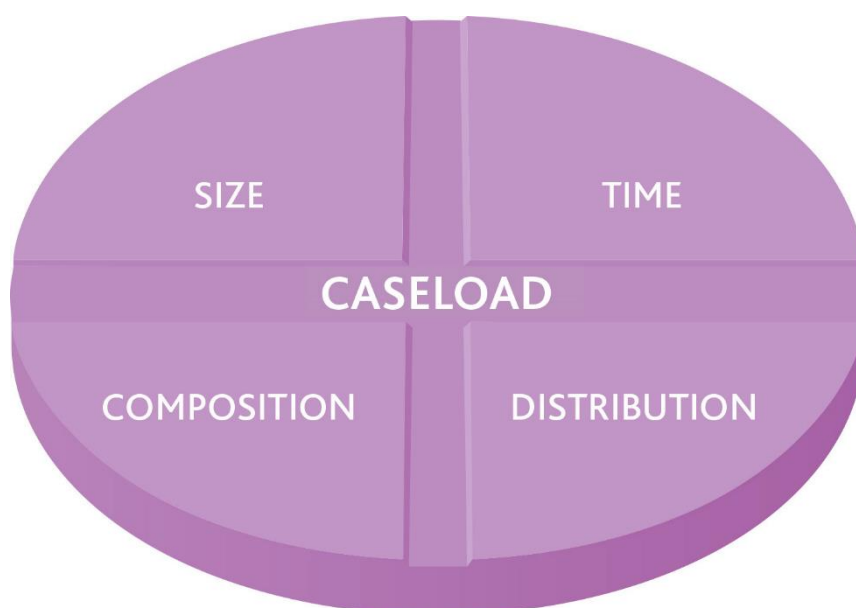 SIZE
TIME
CASELOAD
COMPOSITION
DISTRIBUTION